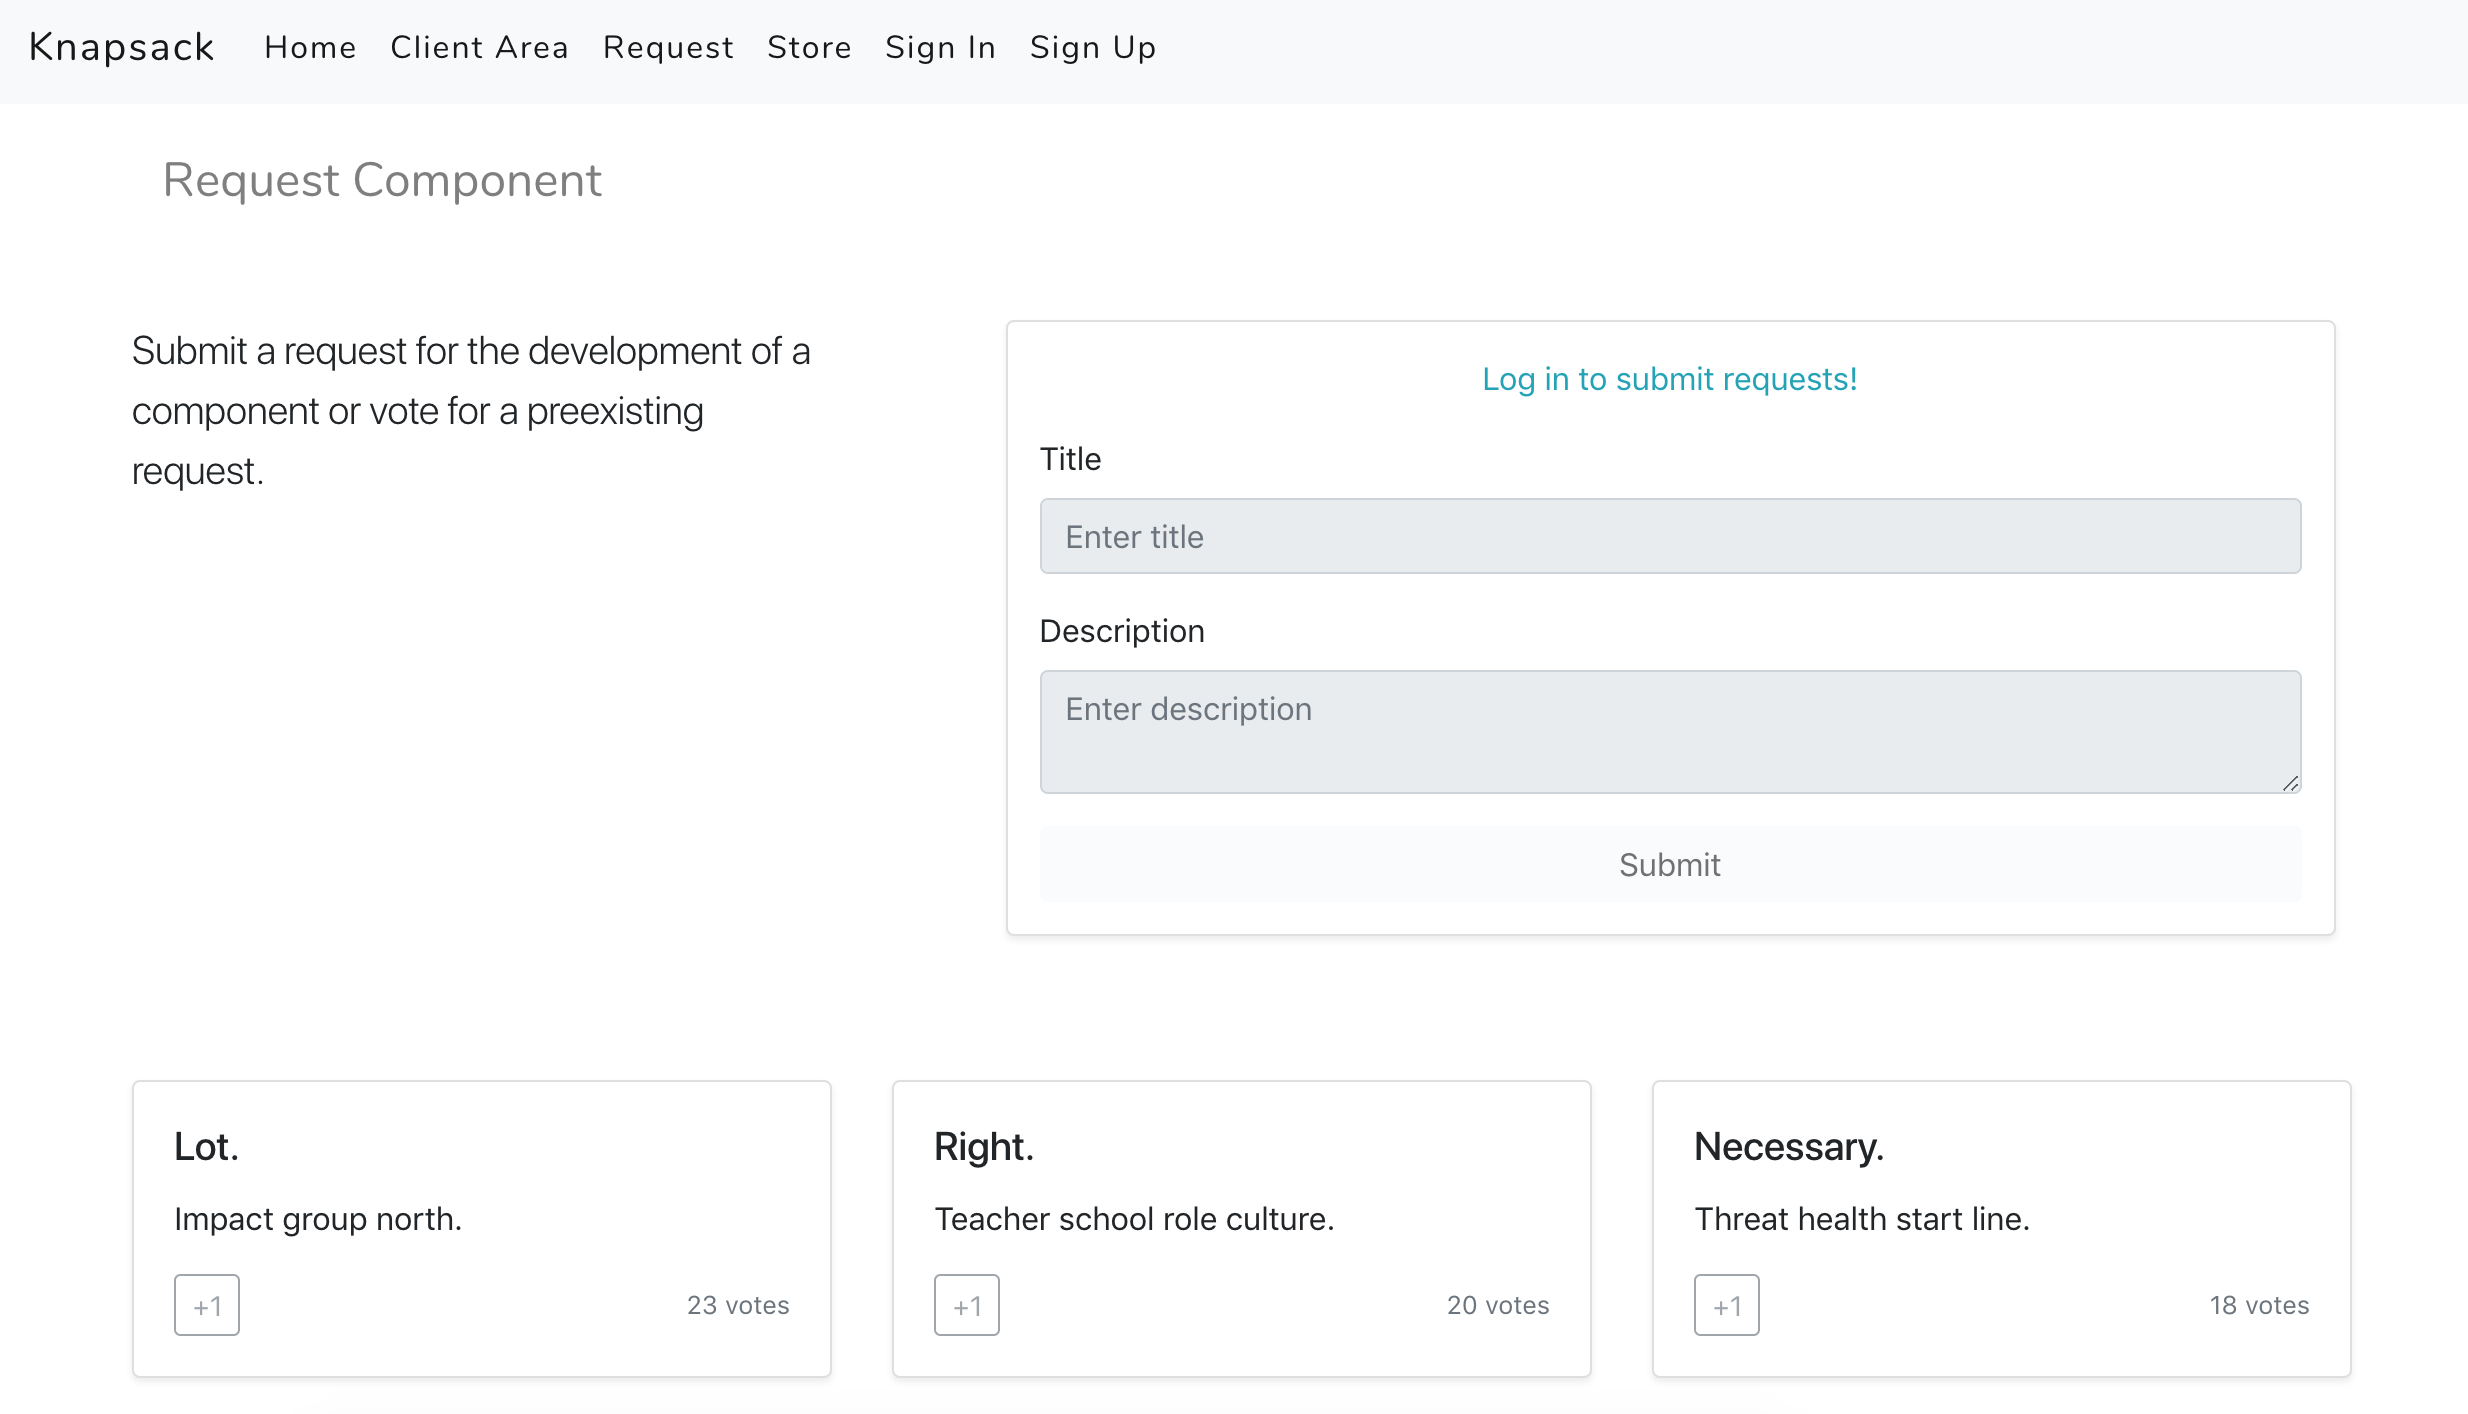 Knapsack Home Client Area Request Store Sign In Sign Up
Request Component
Submit a request for the development of a
component or vote for a preexisting
request.
Log in to submit requests!
Title
Enter title
Description
Enter description
Submit
Lot.
Impact group north.
+1 23 votes
Right.
Teacher school role culture.
+1 20 votes
Necessary.
Threat health start line.
+1 18 votes